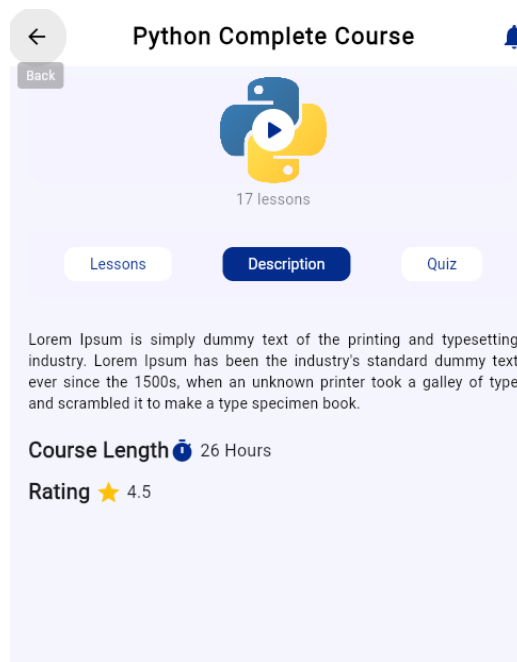 Python Complete Course
Back
17 lessons
Lessons Description Quiz
Lorem Ipsum is simply dummy text of the printing and typesetting
industry. Lorem Ipsum has been the industry's standard dummy text
ever since the 1500s, when an unknown printer took a galley of type
and scrambled it to make a type specimen book.
Course Length 26 Hours
Rating 4.5